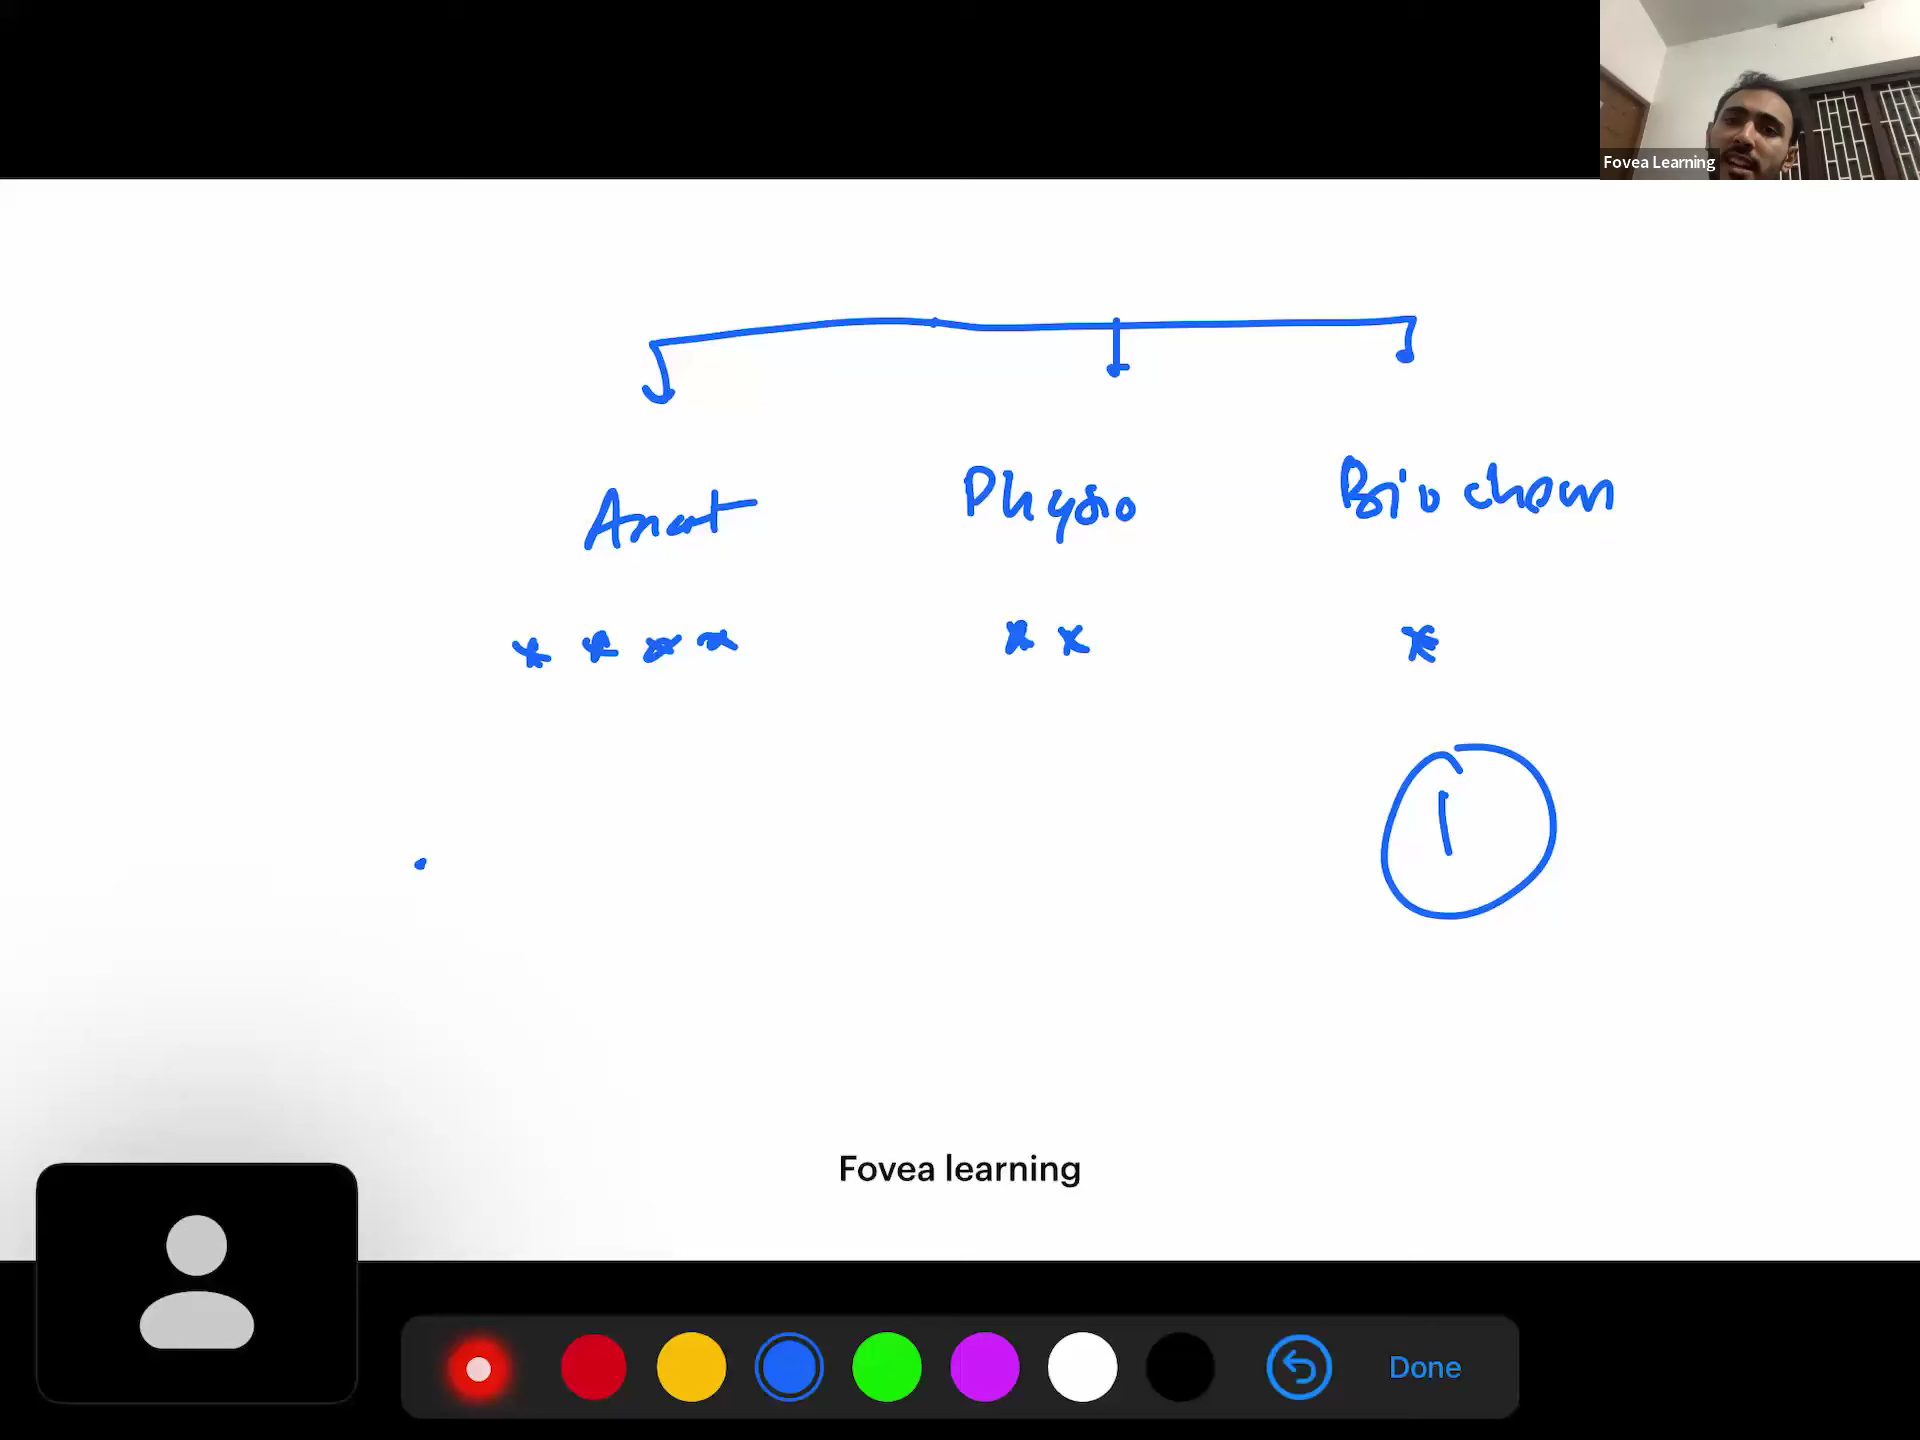 Fovea Learning
Anat Physio Biochem
* * * * * * *
1
Fovea learning
Done